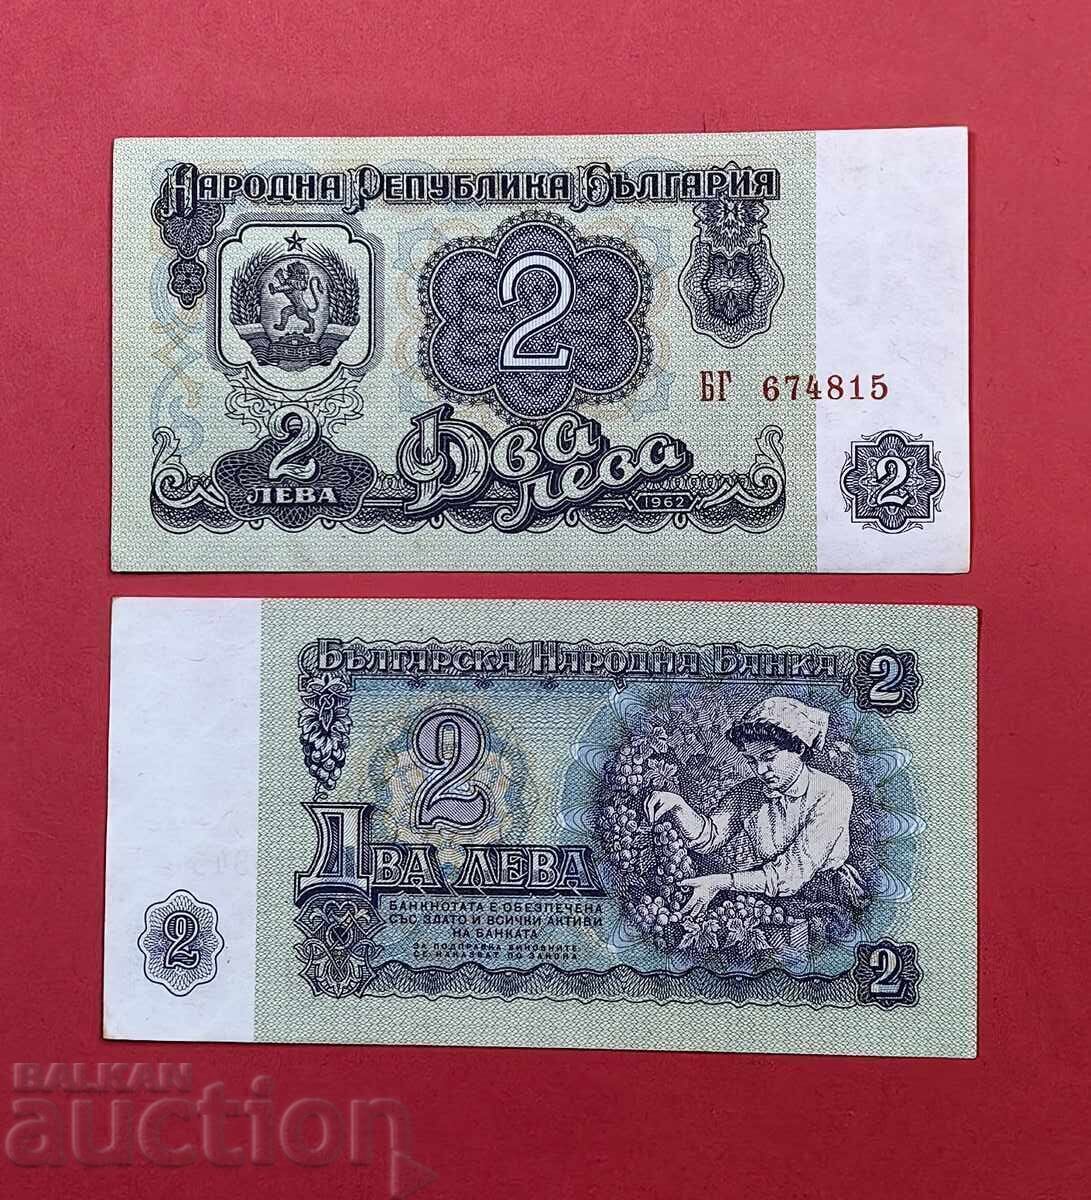 Народна Република България
2
2
ЛЕВА
Два
лева
1962
БГ 674815
2
Българска Народна Банка
2
2
Два лева
БАНКНОТАТА Е ОБЕЗПЕЧЕНА
СЪС ЗЛАТО И ВСИЧКИ АКТИВИ
НА БАНКАТА
ЗА ПОДПРАВКА ВИНОВНИТЕ
СЕ НАКАЗВАТ ПО ЗАКОНА
2
2
BALKAN
auction